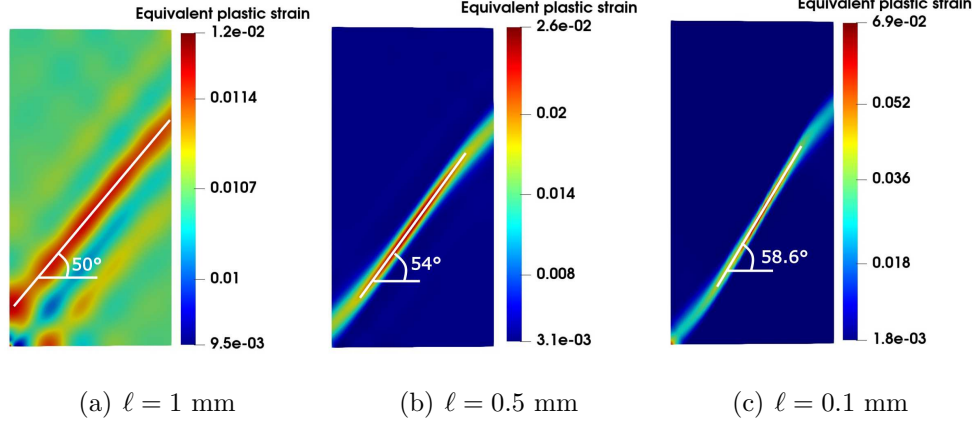 Equivalent plastic strain
1.2e-02
0.0114
0.0107
0.01
9.5e-03
50°
(a) ℓ = 1 mm
Equivalent plastic strain
2.6e-02
0.02
0.014
0.008
3.1e-03
54°
(b) ℓ = 0.5 mm
Equivalent plastic strain
6.9e-02
0.052
0.036
0.018
1.8e-03
58.6°
(c) ℓ = 0.1 mm